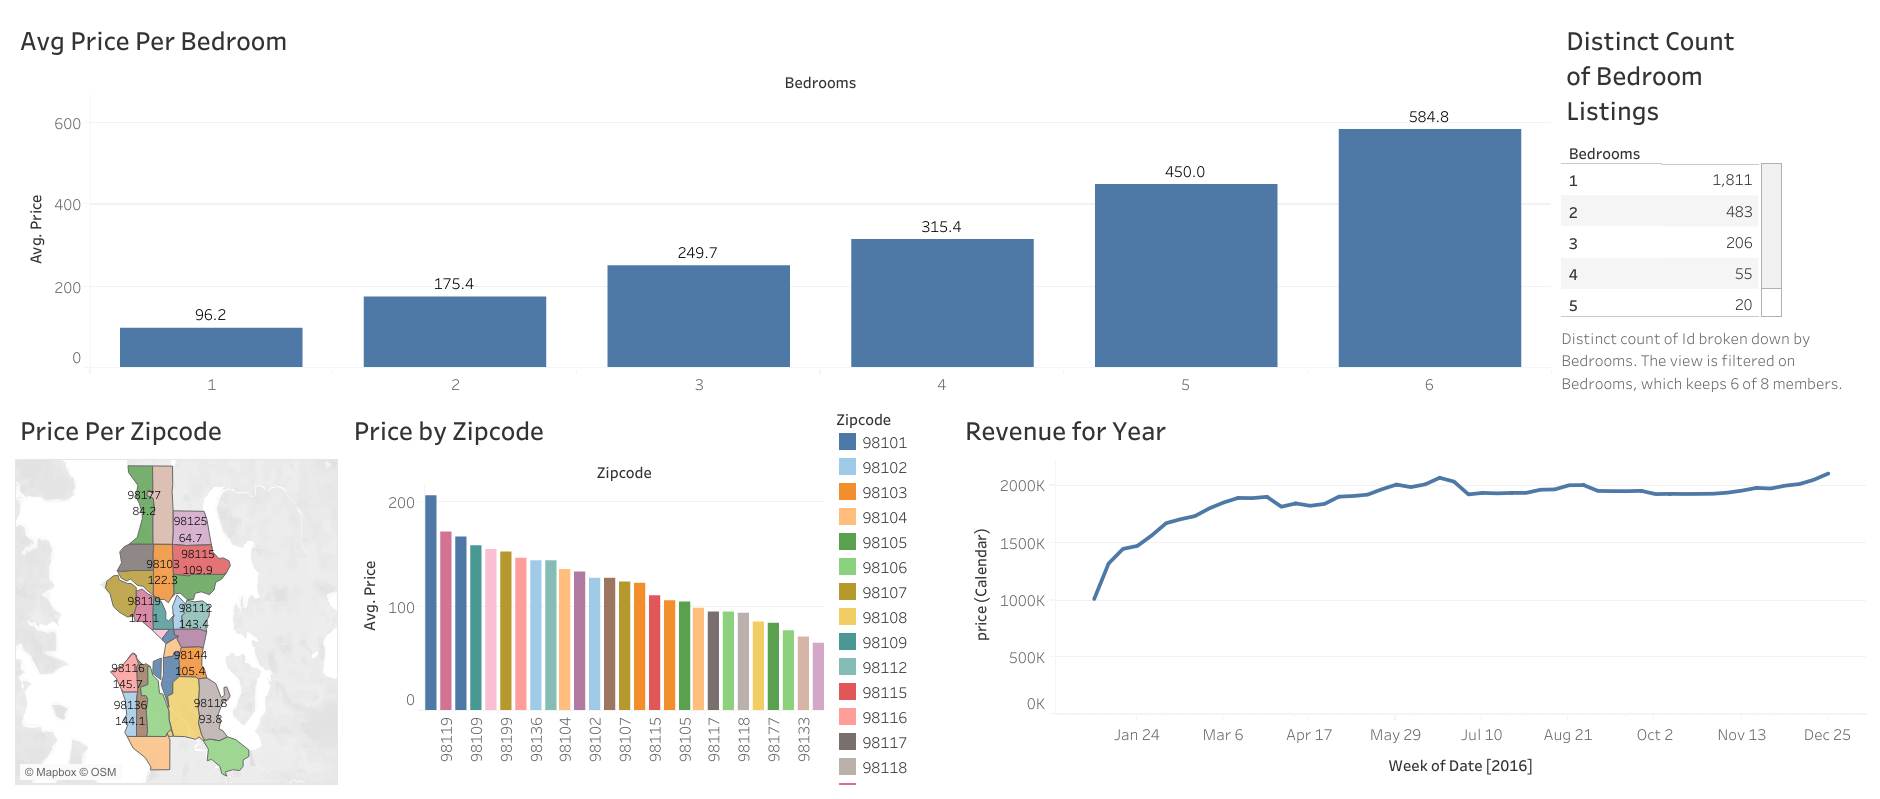 Avg Price Per Bedroom
Bedrooms
Avg. Price
600
400
200
0
96.2
175.4
249.7
315.4
450.0
584.8
1
2
3
4
5
6
Distinct Count
of Bedroom
Listings
Bedrooms
1 1,811
2 483
3 206
4 55
5 20
Distinct count of Id broken down by
Bedrooms. The view is filtered on
Bedrooms, which keeps 6 of 8 members.
Price Per Zipcode
98177
84.2
98125
64.7
98115
109.9
98103
122.3
98119
171.1
98112
143.4
98144
105.4
98116
145.7
98136
144.1
98118
93.8
© Mapbox © OSM
Price by Zipcode
Zipcode
Avg. Price
200
100
0
98119
98109
98199
98136
98104
98102
98107
98115
98105
98117
98118
98177
98133
Zipcode
98101
98102
98103
98104
98105
98106
98107
98108
98109
98112
98115
98116
98117
98118
Revenue for Year
price (Calendar)
2000K
1500K
1000K
500K
0K
Jan 24
Mar 6
Apr 17
May 29
Jul 10
Aug 21
Oct 2
Nov 13
Dec 25
Week of Date [2016]